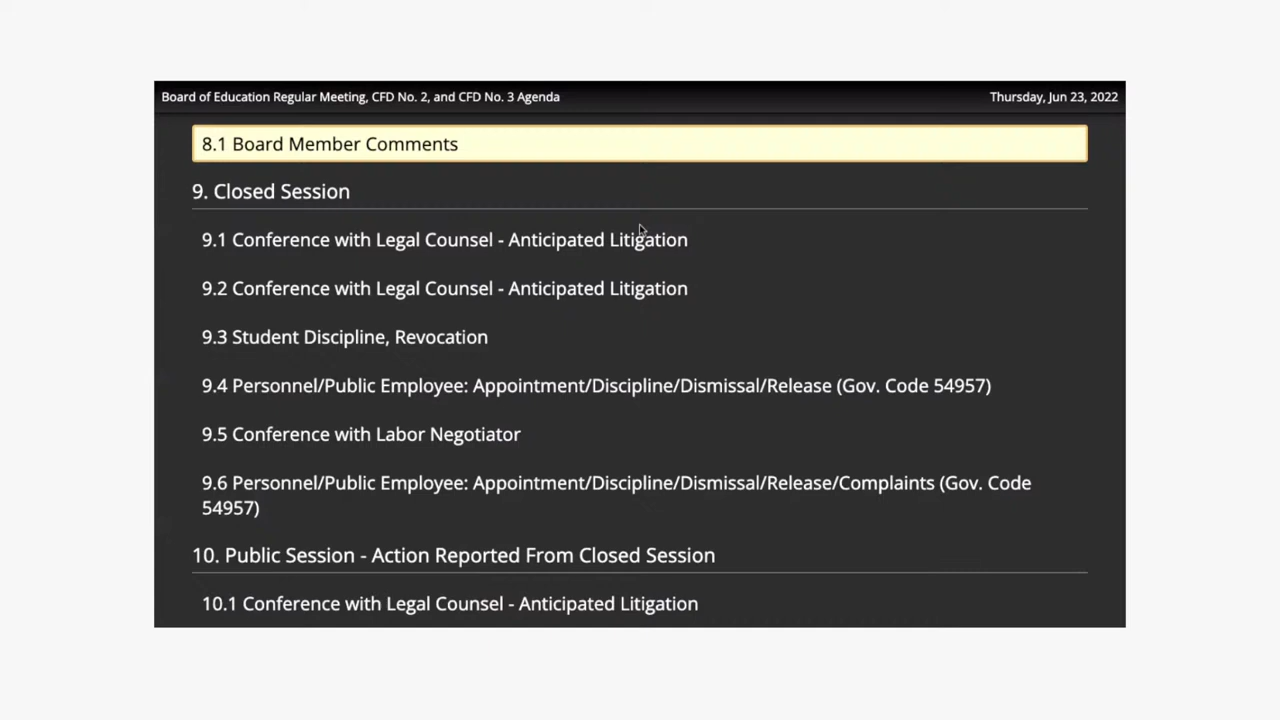 Board of Education Regular Meeting, CFD No. 2, and CFD No. 3 Agenda
Thursday, Jun 23, 2022
8.1 Board Member Comments
9. Closed Session
9.1 Conference with Legal Counsel - Anticipated Litigation
9.2 Conference with Legal Counsel - Anticipated Litigation
9.3 Student Discipline, Revocation
9.4 Personnel/Public Employee: Appointment/Discipline/Dismissal/Release (Gov. Code 54957)
9.5 Conference with Labor Negotiator
9.6 Personnel/Public Employee: Appointment/Discipline/Dismissal/Release/Complaints (Gov. Code
54957)
10. Public Session - Action Reported From Closed Session
10.1 Conference with Legal Counsel - Anticipated Litigation